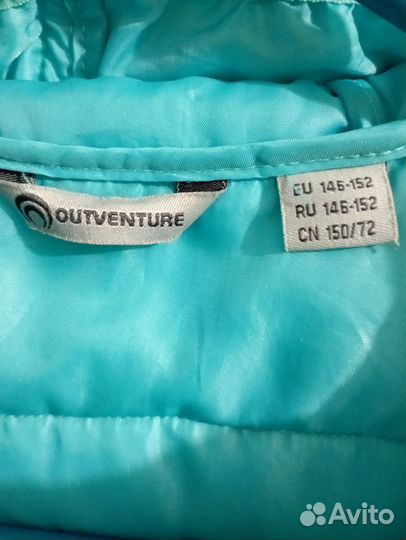 OUTVENTURE
EU 146-152
RU 146-152
CN 150/72
Avito